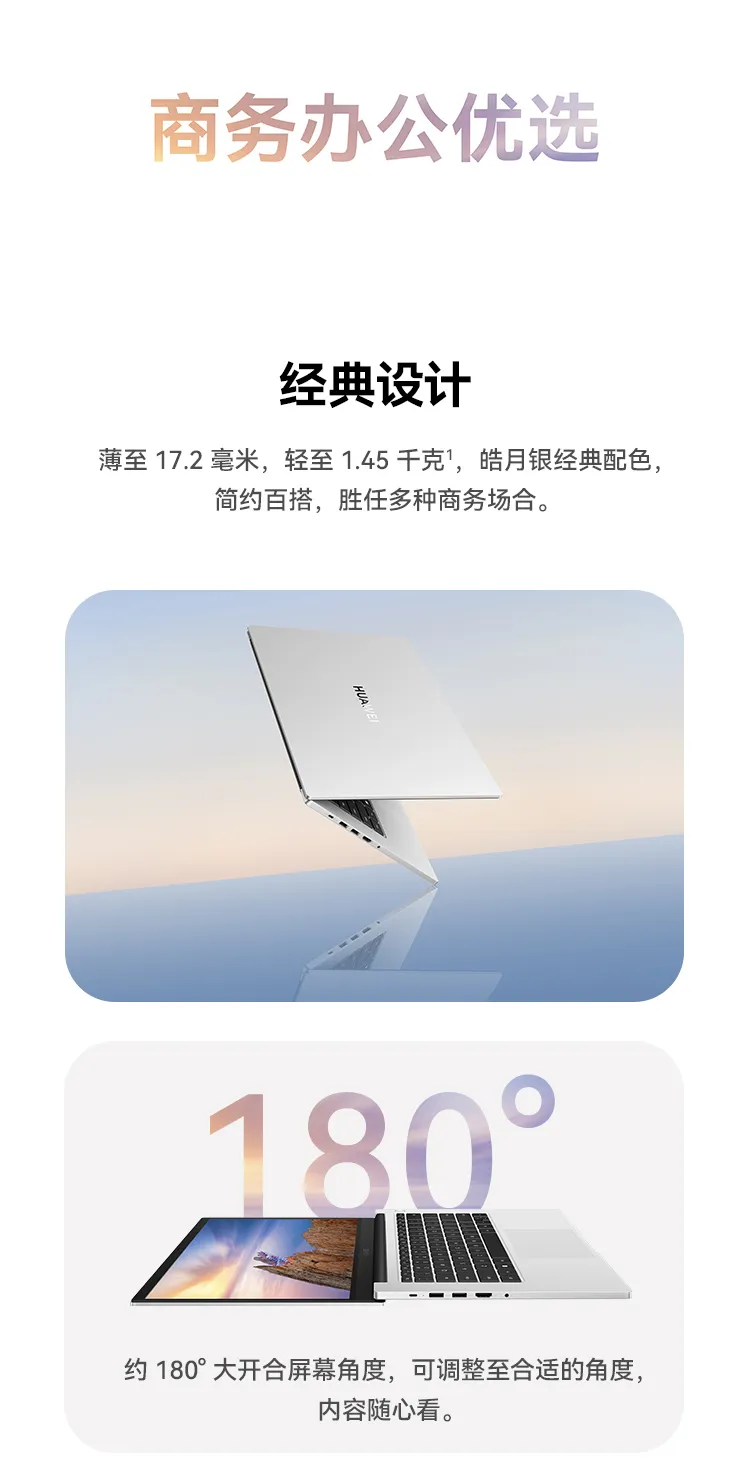 商务办公优选
经典设计
薄至 17.2 毫米，轻至 1.45 千克¹，皓月银经典配色，
简约百搭，胜任多种商务场合。
HUAWEI
180°
约 180° 大开合屏幕角度，可调整至合适的角度，
内容随心看。